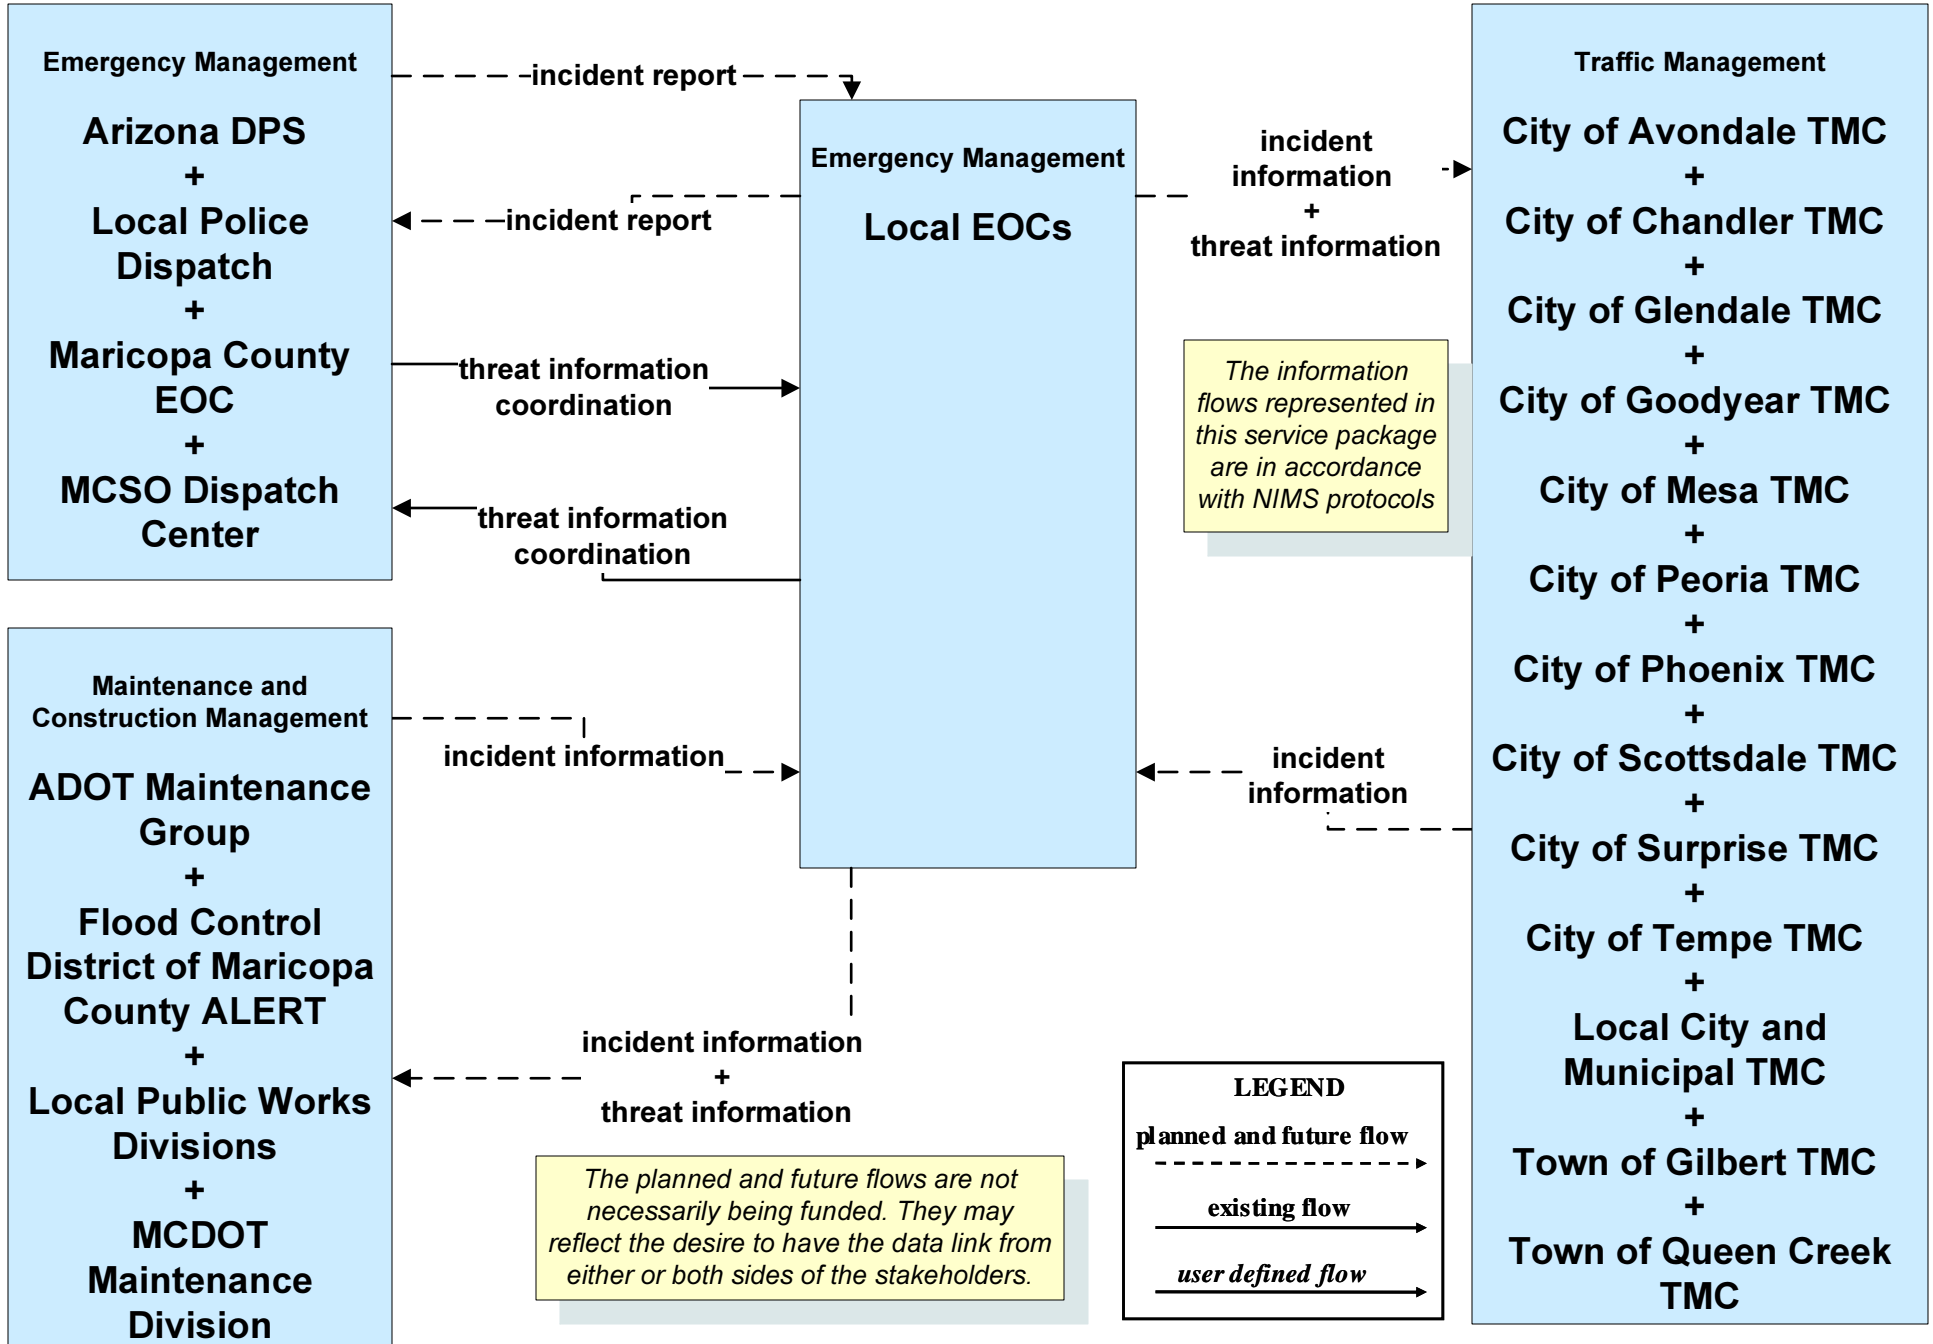 Emergency Management
Arizona DPS
+
Local Police
Dispatch
+
Maricopa County
EOC
+
MCSO Dispatch
Center
incident report
incident report
threat information
coordination
threat information
coordination
Emergency Management
Local EOCs
incident
information
+
threat information
The information
flows represented in
this service package
are in accordance
with NIMS protocols
Traffic Management
City of Avondale TMC
+
City of Chandler TMC
+
City of Glendale TMC
+
City of Goodyear TMC
+
City of Mesa TMC
+
City of Peoria TMC
+
City of Phoenix TMC
+
City of Scottsdale TMC
+
City of Surprise TMC
+
City of Tempe TMC
+
Local City and
Municipal TMC
+
Town of Gilbert TMC
+
Town of Queen Creek
TMC
Maintenance and
Construction Management
ADOT Maintenance
Group
+
Flood Control
District of Maricopa
County ALERT
+
Local Public Works
Divisions
+
MCDOT
Maintenance
Division
incident information
incident
information
incident information
+
threat information
The planned and future flows are not
necessarily being funded. They may
reflect the desire to have the data link from
either or both sides of the stakeholders.
LEGEND
planned and future flow
existing flow
user defined flow